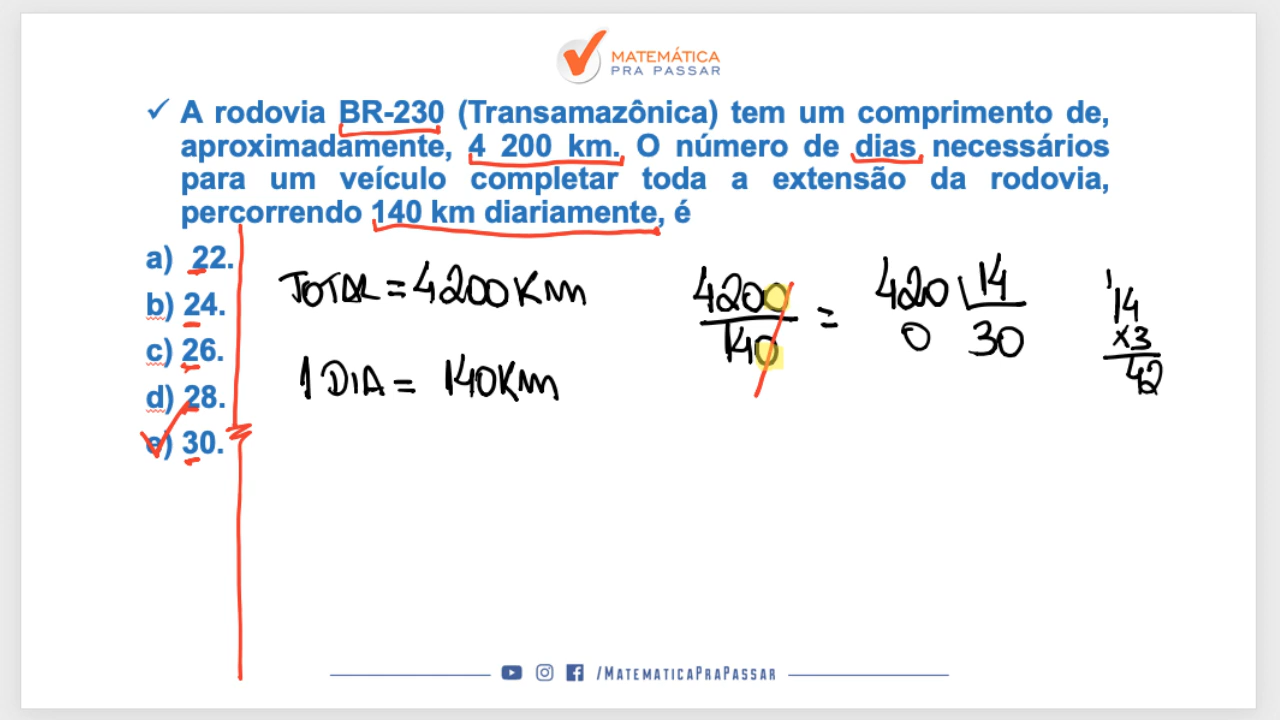 MATEMÁTICA
PRA PASSAR
✓ A rodovia BR-230 (Transamazônica) tem um comprimento de,
aproximadamente, 4 200 km. O número de dias necessários
para um veículo completar toda a extensão da rodovia,
percorrendo 140 km diariamente, é
a) 22.
b) 24.
c) 26.
d) 28.
e) 30.
TOTAL = 4200 Km
1 DIA = 140 Km
4200
140
=
420 14
0 30
1
14
x3
42
/MATEMATICAPRAPASSAR